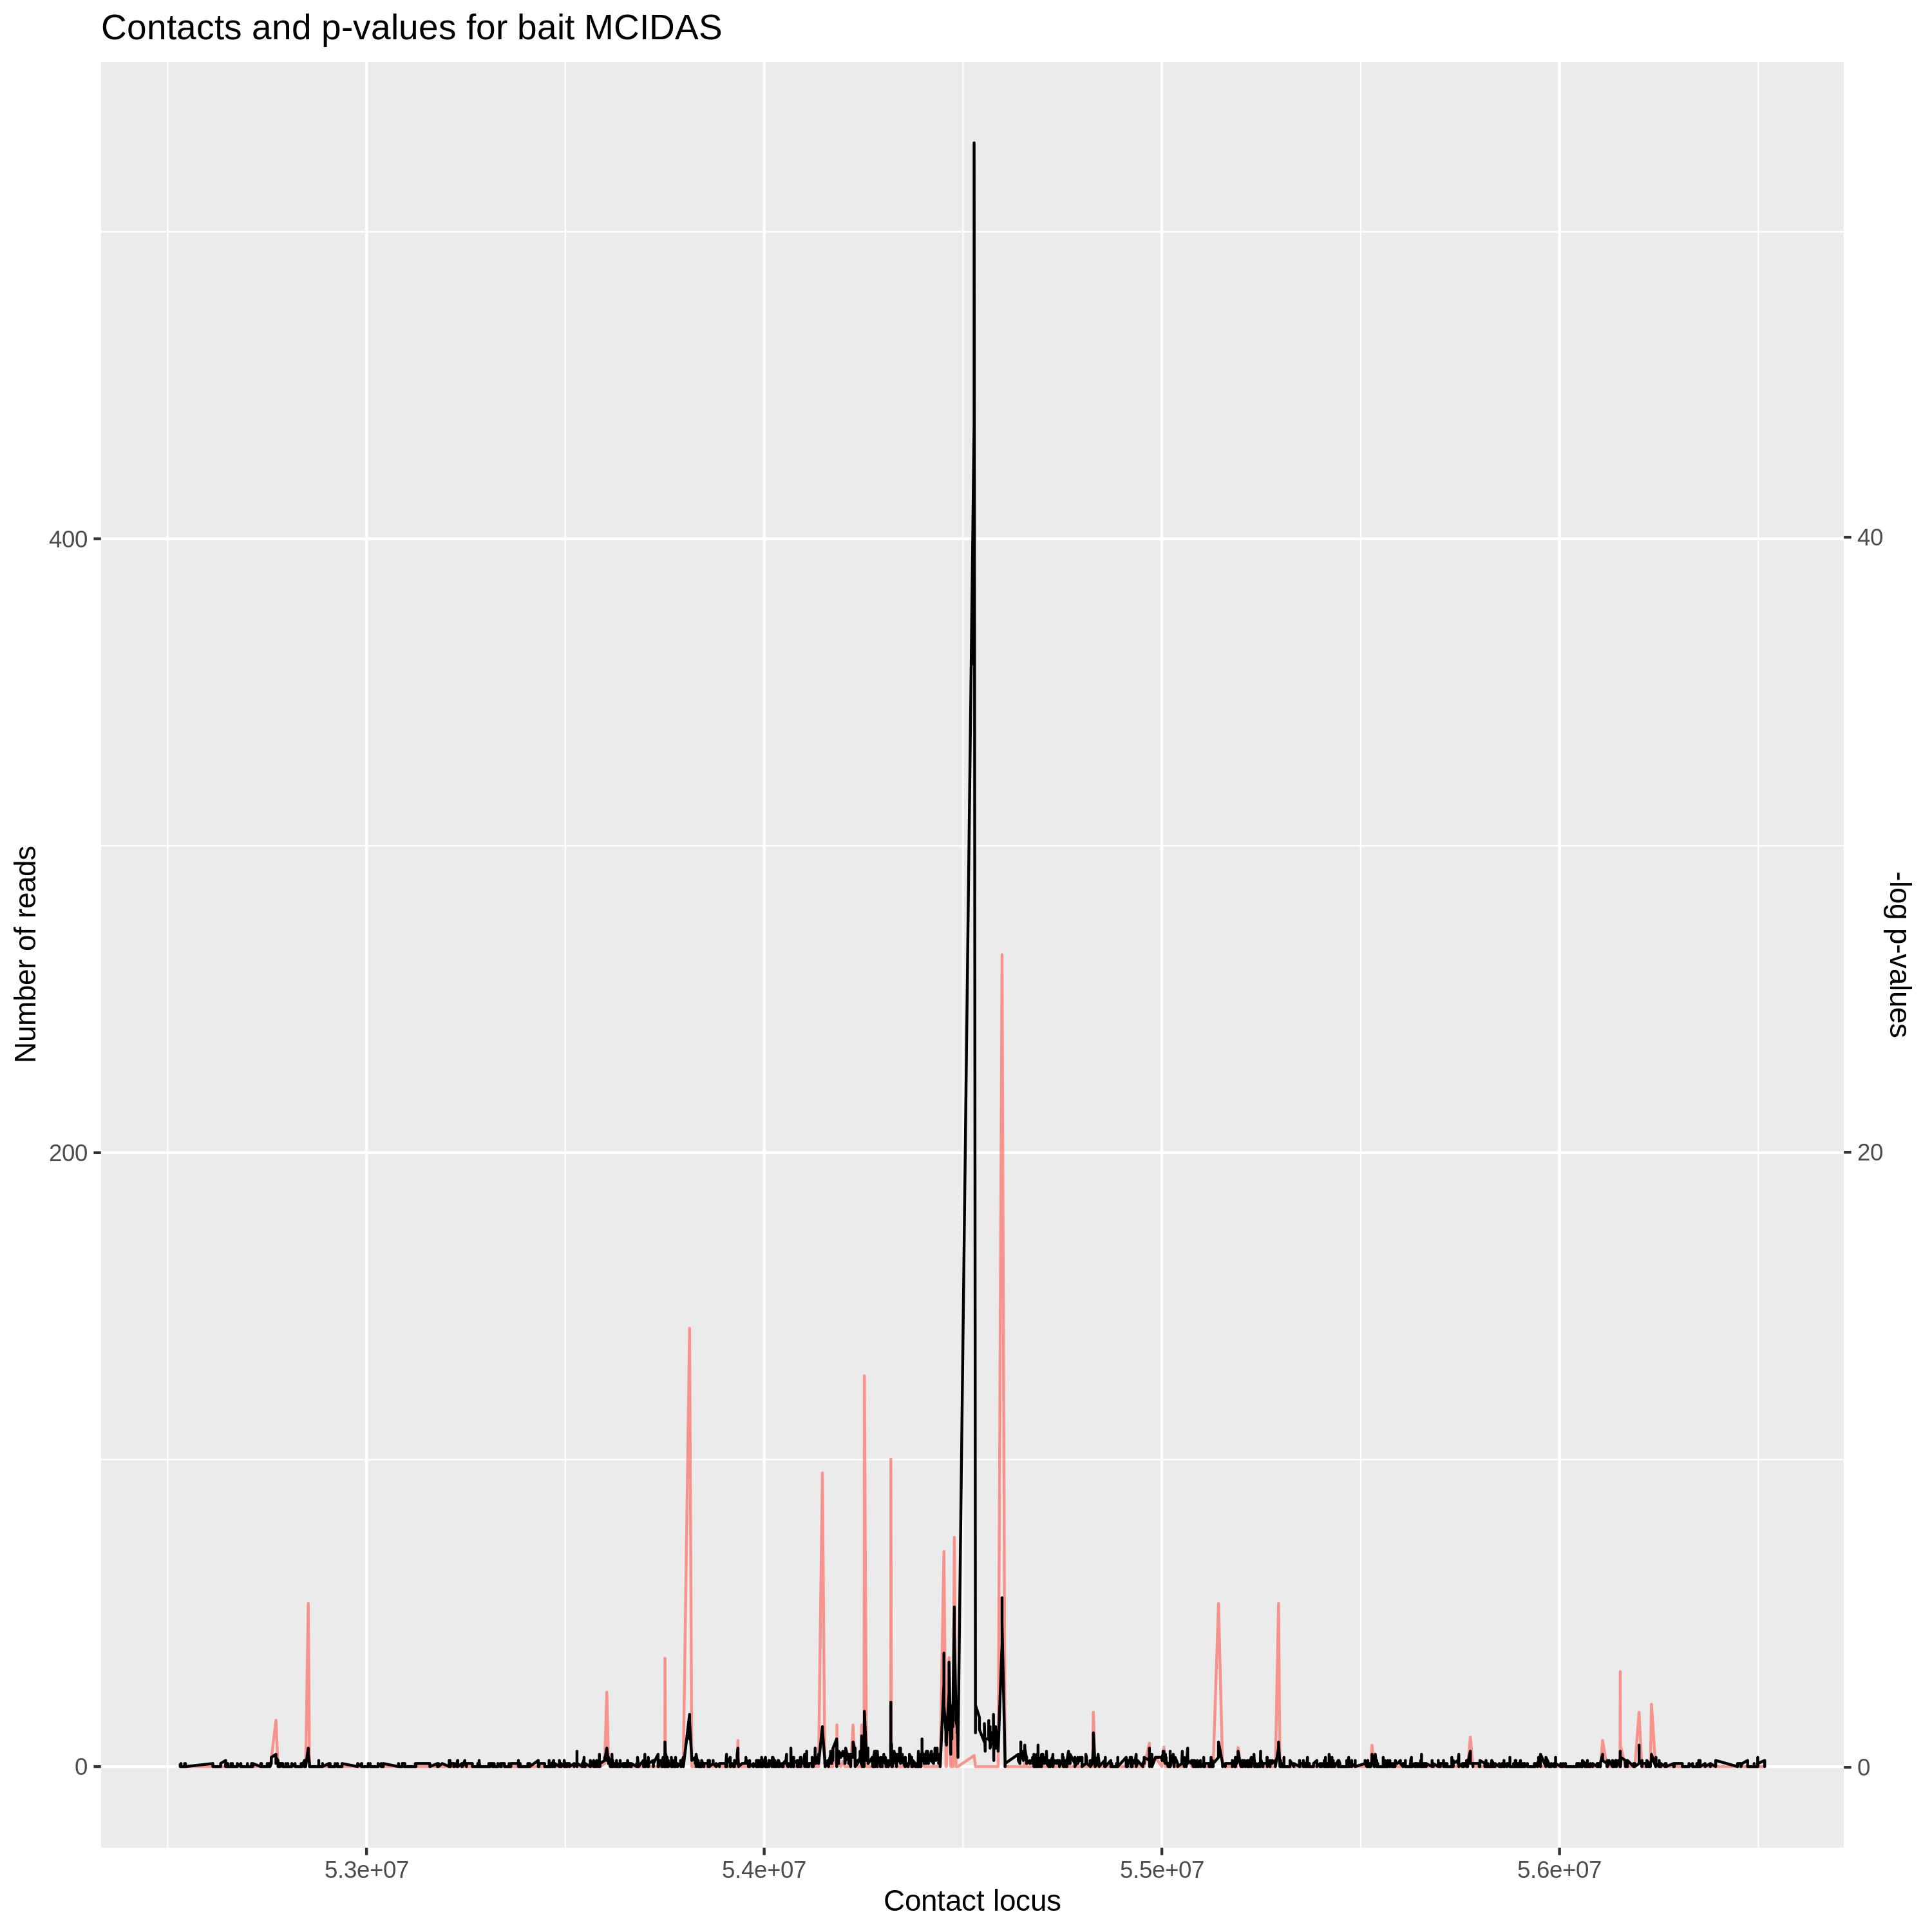 Contacts and p-values for bait MCIDAS
Number of reads
400
200
0
40
20
0
-log p-values
5.3e+07
5.4e+07
5.5e+07
5.6e+07
Contact locus